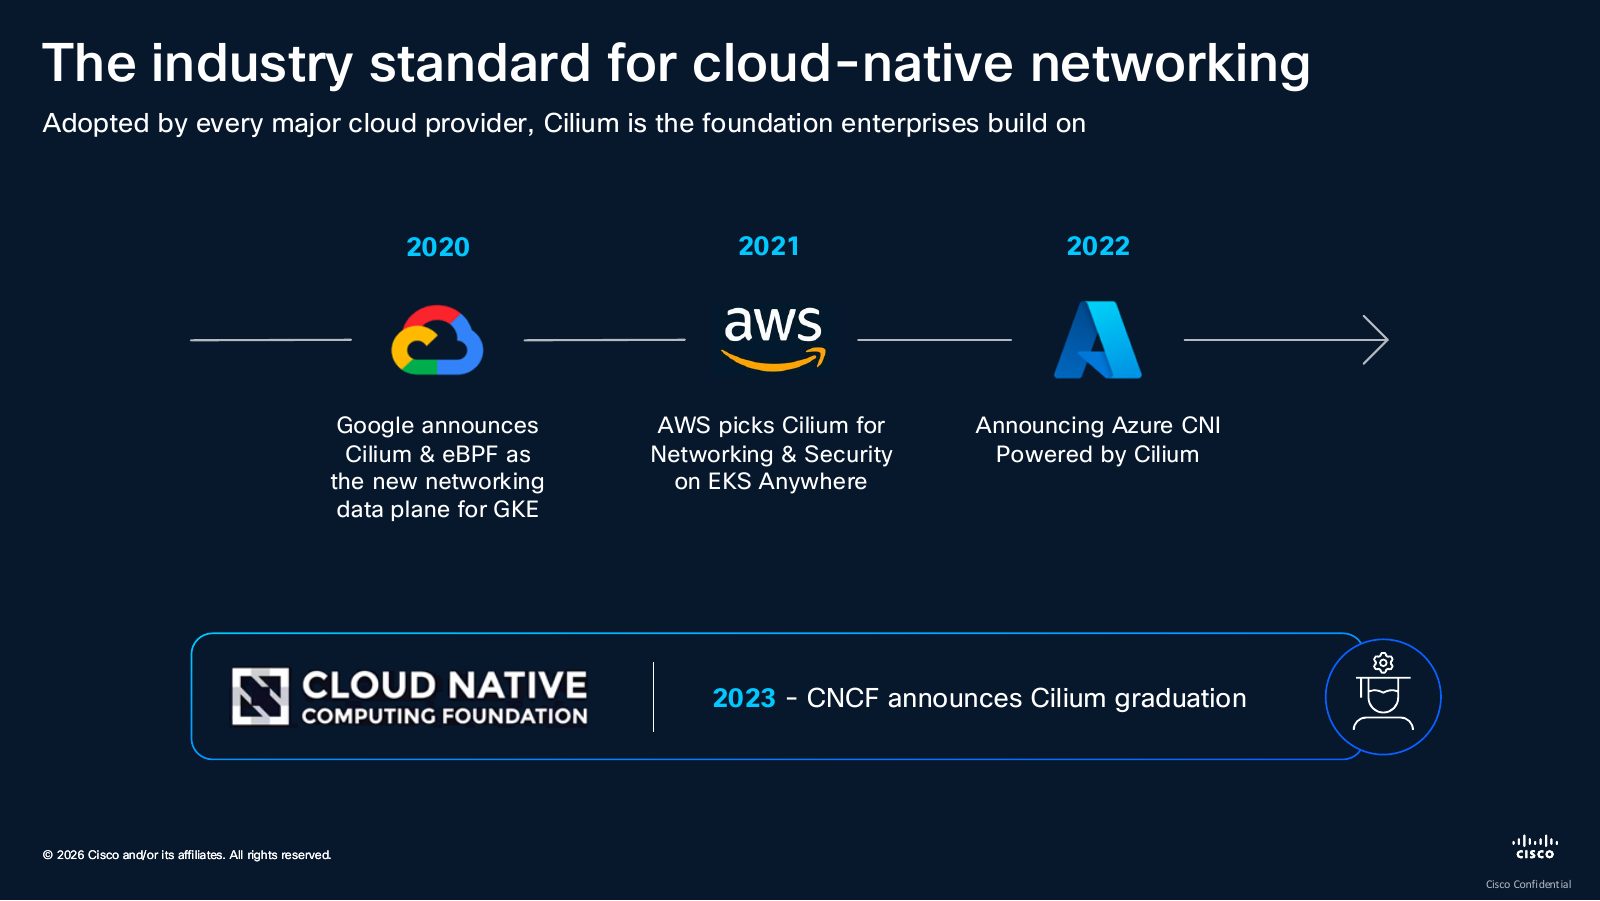 The industry standard for cloud-native networking
Adopted by every major cloud provider, Cilium is the foundation enterprises build on
2020
2021
2022
aws
Google announces
Cilium & eBPF as
the new networking
data plane for GKE
AWS picks Cilium for
Networking & Security
on EKS Anywhere
Announcing Azure CNI
Powered by Cilium
CLOUD NATIVE
COMPUTING FOUNDATION
2023 - CNCF announces Cilium graduation
© 2026 Cisco and/or its affiliates. All rights reserved.
CISCO
Cisco Confidential